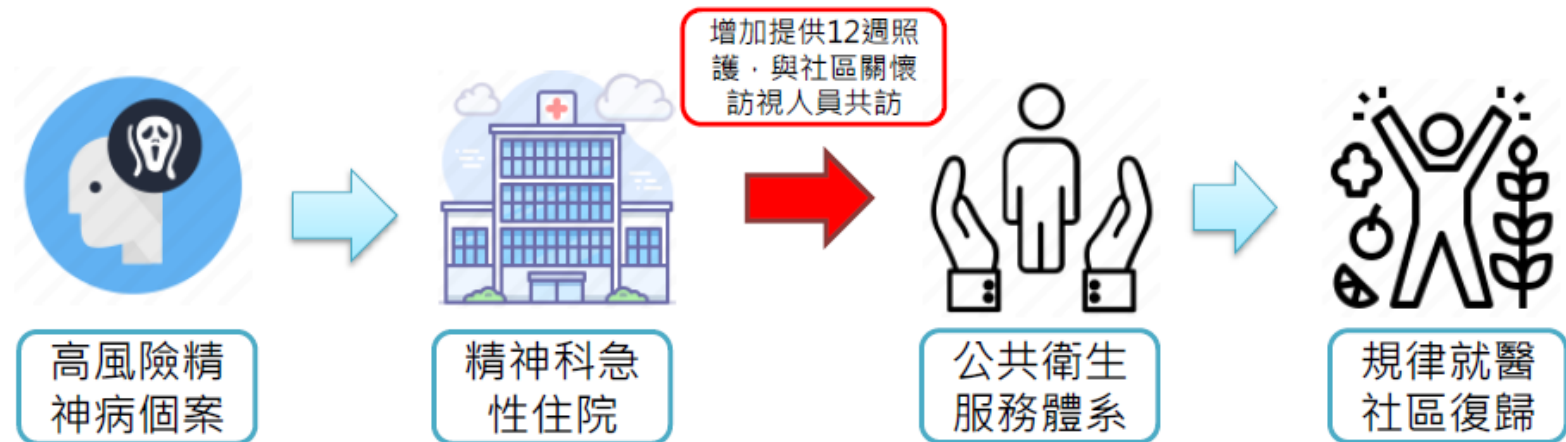 增加提供12週照
護，與社區關懷
訪視人員共訪
高風險精
神病個案
精神科急
性住院
公共衛生
服務體系
規律就醫
社區復歸